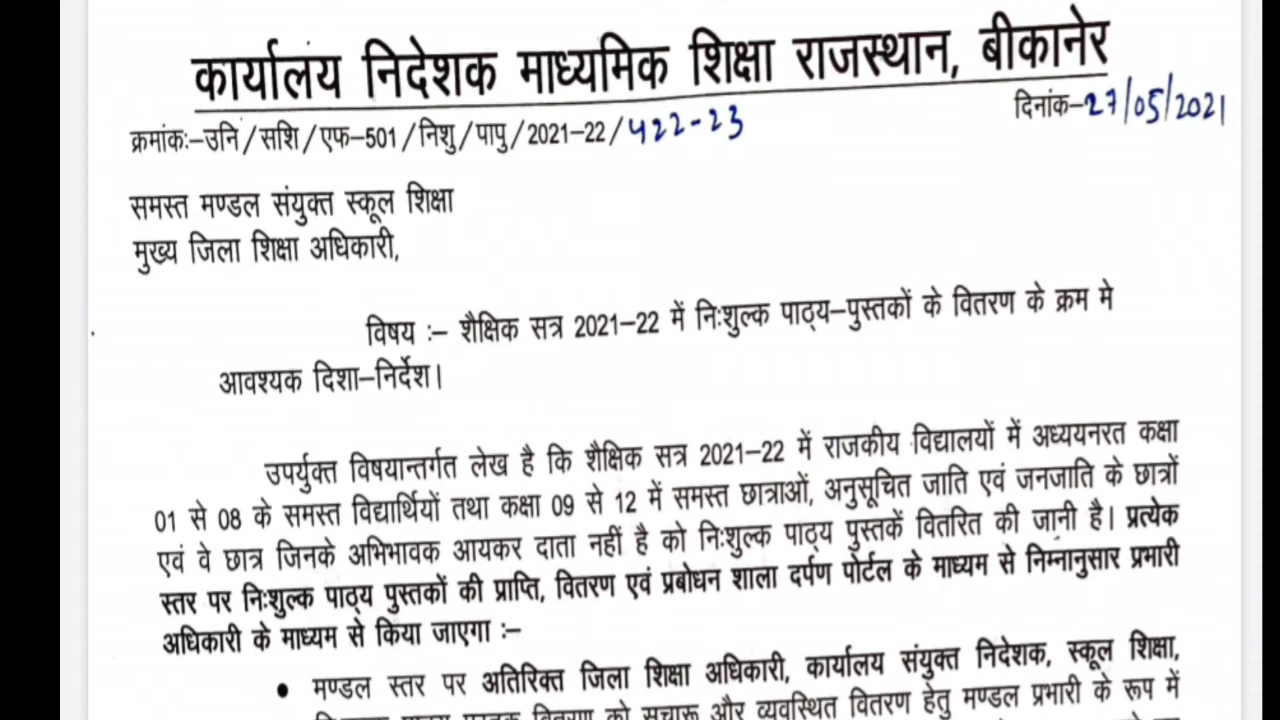 कार्यालय निदेशक माध्यमिक शिक्षा राजस्थान, बीकानेर
दिनांक–27/05/2021
क्रमांकः–उनि/सशि/एफ–501/निशु/पापु/2021–22/422-23
समस्त मण्डल संयुक्त स्कूल शिक्षा
मुख्य जिला शिक्षा अधिकारी,
विषय :– शैक्षिक सत्र 2021–22 में निःशुल्क पाठ्य–पुस्तकों के वितरण के क्रम मे
आवश्यक दिशा–निर्देश।
उपर्युक्त विषयान्तर्गत लेख है कि शैक्षिक सत्र 2021–22 में राजकीय विद्यालयों में अध्ययनरत कक्षा
01 से 08 के समस्त विद्यार्थियों तथा कक्षा 09 से 12 में समस्त छात्राओं, अनुसूचित जाति एवं जनजाति के छात्रों
एवं वे छात्र जिनके अभिभावक आयकर दाता नहीं है को निःशुल्क पाठ्य पुस्तकें वितरित की जानी है। प्रत्येक
स्तर पर निःशुल्क पाठ्य पुस्तकों की प्राप्ति, वितरण एवं प्रबोधन शाला दर्पण पोर्टल के माध्यम से निम्नानुसार प्रभारी
अधिकारी के माध्यम से किया जाएगा :–
• मण्डल स्तर पर अतिरिक्त जिला शिक्षा अधिकारी, कार्यालय संयुक्त निदेशक, स्कूल शिक्षा,
वितरण को सुचारू और व्यवस्थित वितरण हेतु मण्डल प्रभारी के रूप में